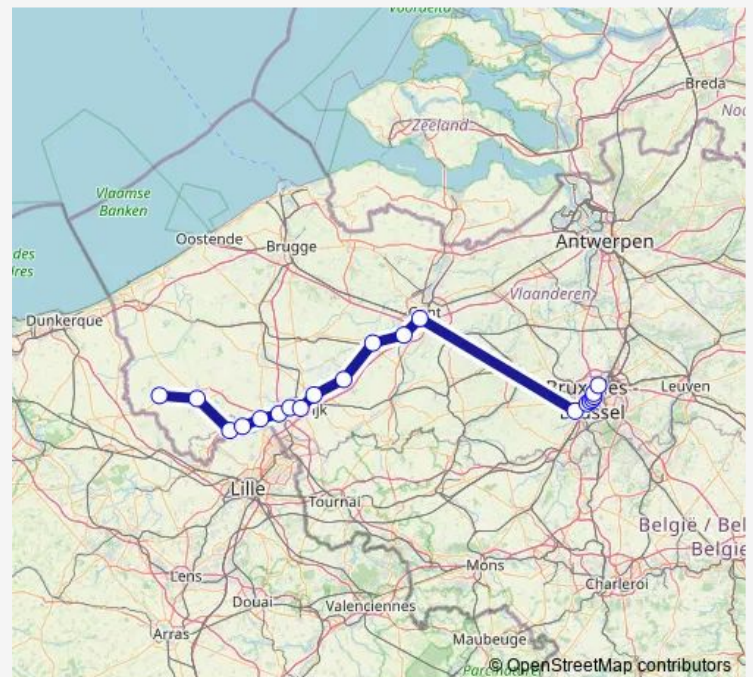 Voordelta
Breda
Zeeland
Vlaamse
Banken
Oostende
Brugge
Antwerpen
Vlaanderen
Dunkerque
Leuven
Lille
Tournai
België / Bel
Belgie
Mons
Lens
Charleroi
Douai
Valenciennes
Arras
Maubeuge
© OpenStreetMap contributors